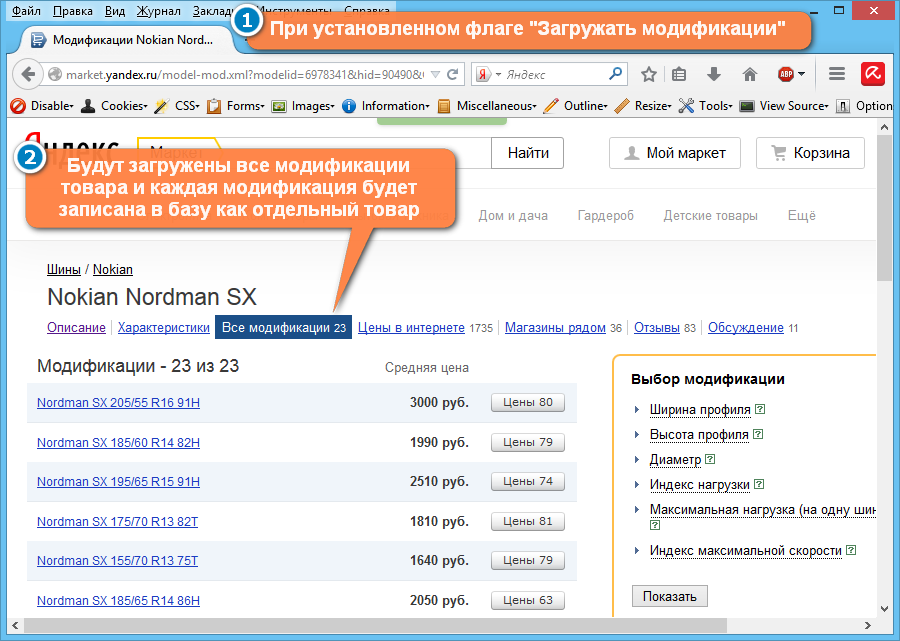 Файл Правка Вид Журнал Инструменты Справка
1 При установленном флаге "Загружать модификации"
Модификации Nokian Nord...
market.yandex.ru/model-mod.xml?modelid=6978341&hid=90490&
Я Яндекс
ABP
Disable Cookies CSS Forms Images Information Miscellaneous Outline Resize Tools View Source Option
Яндекс Маркет
Найти
Мой маркет
Корзина
2 Будут загружены все модификации
товара и каждая модификация будет
записана в базу как отдельный товар
Дом и дача Гардероб Детские товары Ещё
Шины / Nokian
Nokian Nordman SX
Описание Характеристики Все модификации 23 Цены в интернете 1735 Магазины рядом 36 Отзывы 83 Обсуждение 11
Модификации - 23 из 23 Средняя цена
Nordman SX 205/55 R16 91H 3000 руб. Цены 80
Nordman SX 185/60 R14 82H 1990 руб. Цены 79
Nordman SX 195/65 R15 91H 2510 руб. Цены 74
Nordman SX 175/70 R13 82T 1810 руб. Цены 81
Nordman SX 155/70 R13 75T 1640 руб. Цены 79
Nordman SX 185/65 R14 86H 2050 руб. Цены 63
Выбор модификации
Ширина профиля ?
Высота профиля ?
Диаметр ?
Индекс нагрузки ?
Максимальная нагрузка (на одну шин
?
Индекс максимальной скорости ?
Показать